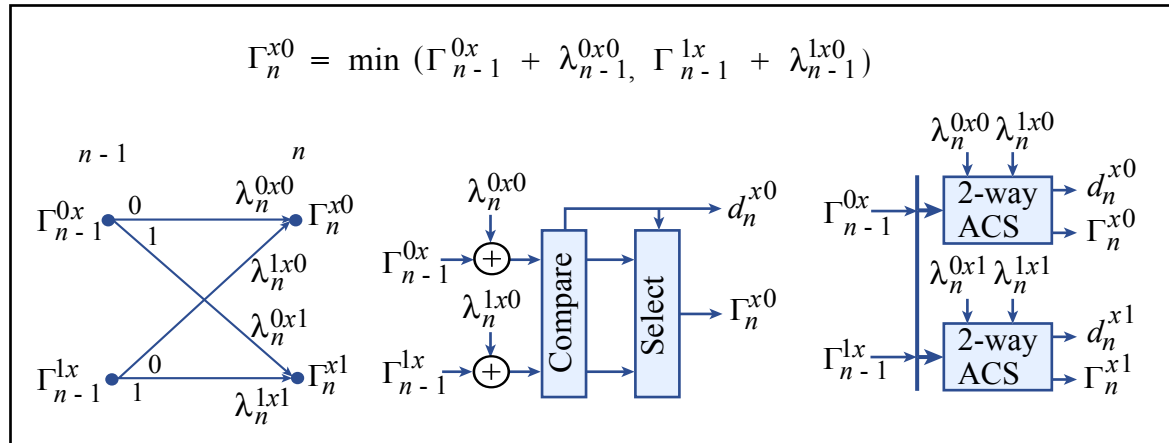 Γ_n^{x0} = min (Γ_{n-1}^{0x} + λ_{n-1}^{0x0}, Γ_{n-1}^{1x} + λ_{n-1}^{1x0})
n - 1
n
Γ_{n-1}^{0x}
0
1
λ_n^{0x0}
Γ_n^{x0}
λ_n^{1x0}
λ_n^{0x1}
Γ_{n-1}^{1x}
0
1
λ_n^{1x1}
Γ_n^{x1}
λ_n^{0x0}
Γ_{n-1}^{0x}
+
λ_n^{1x0}
Γ_{n-1}^{1x}
+
Compare
Select
d_n^{x0}
Γ_n^{x0}
λ_n^{0x0} λ_n^{1x0}
Γ_{n-1}^{0x}
2-way
ACS
d_n^{x0}
Γ_n^{x0}
λ_n^{0x1} λ_n^{1x1}
Γ_{n-1}^{1x}
2-way
ACS
d_n^{x1}
Γ_n^{x1}